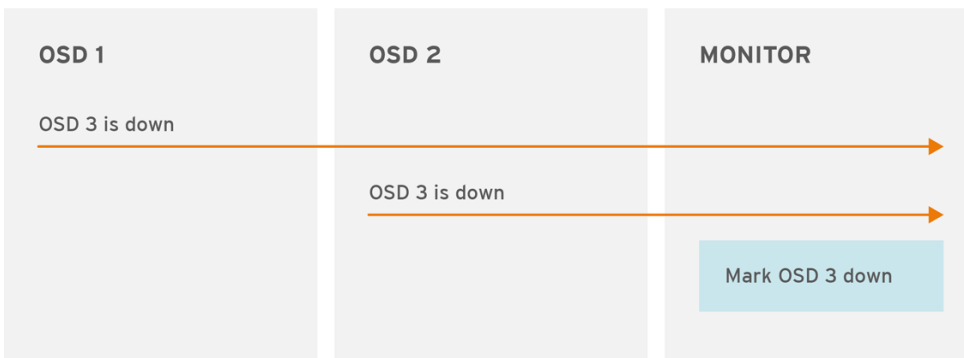 OSD 1
OSD 2
MONITOR
OSD 3 is down
OSD 3 is down
Mark OSD 3 down